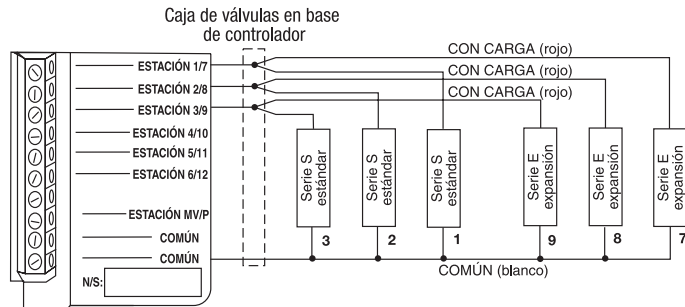 Caja de válvulas en base
de controlador
CON CARGA (rojo)
CON CARGA (rojo)
CON CARGA (rojo)
ESTACIÓN 1/7
ESTACIÓN 2/8
ESTACIÓN 3/9
ESTACIÓN 4/10
ESTACIÓN 5/11
ESTACIÓN 6/12
ESTACIÓN MV/P
COMÚN
COMÚN
N/S:
Serie S
estándar
3
Serie S
estándar
2
Serie S
estándar
1
Serie E
expansión
9
Serie E
expansión
8
Serie E
expansión
7
COMÚN (blanco)